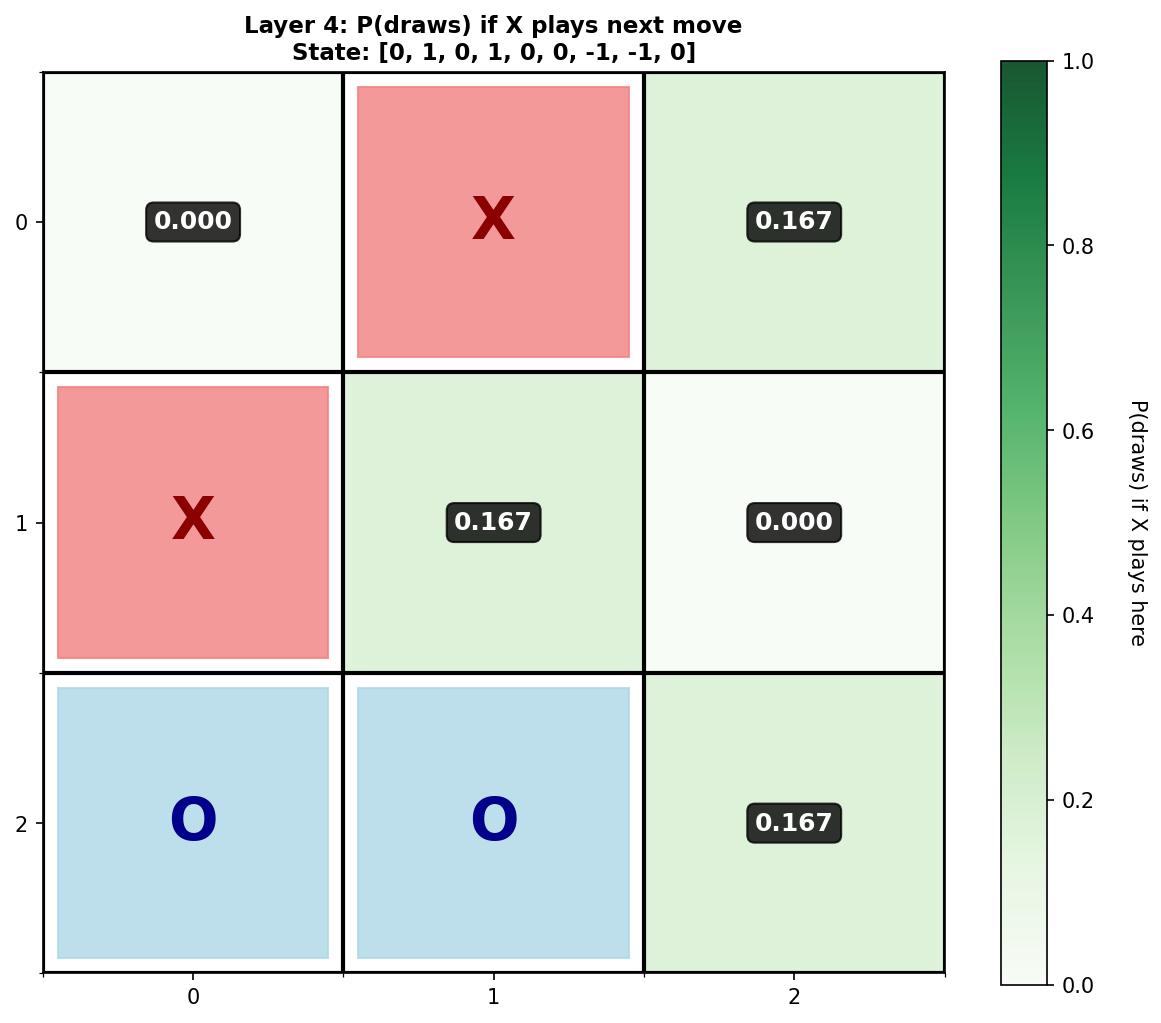 Layer 4: P(draws) if X plays next move
State: [0, 1, 0, 1, 0, 0, -1, -1, 0]
0.000
X
0.167
X
0.167
0.000
O
O
0.167
0
1
2
0
1
2
1.0
0.8
0.6
0.4
0.2
0.0
P(draws) if X plays here